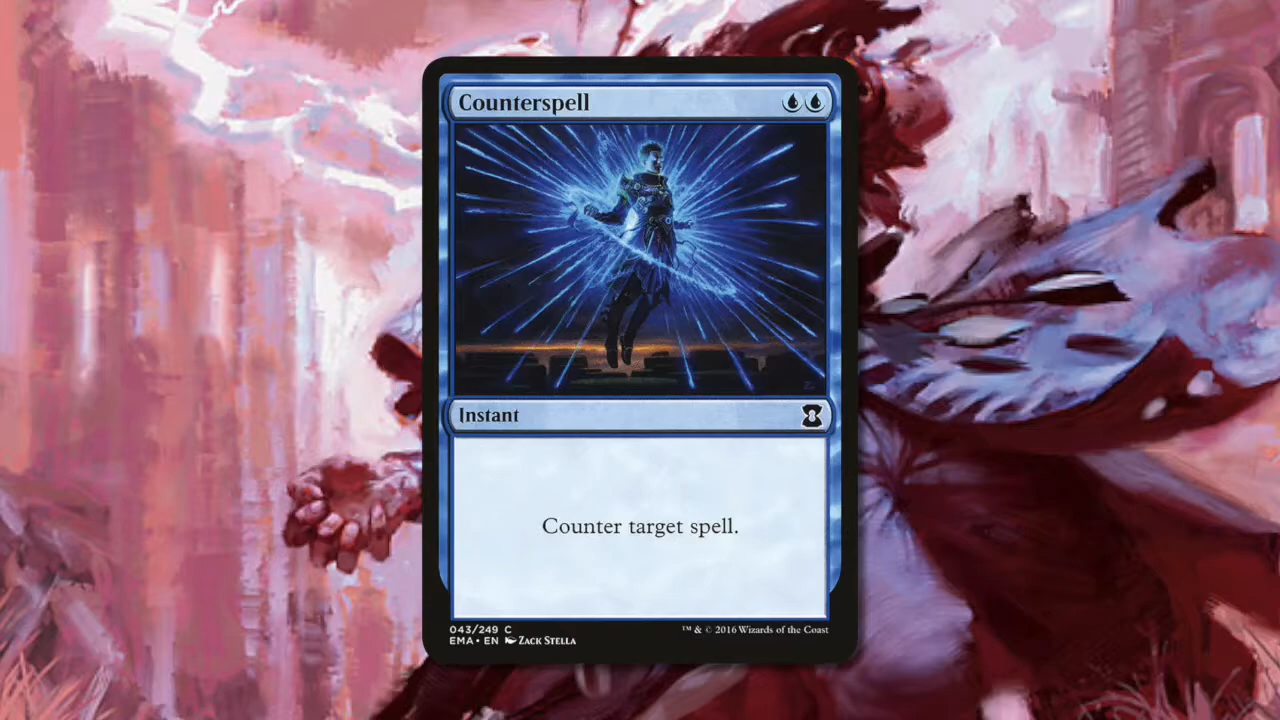 Counterspell
Instant
Counter target spell.
043/249 C
EMA • EN ZACK STELLA
™ & © 2016 Wizards of the Coast